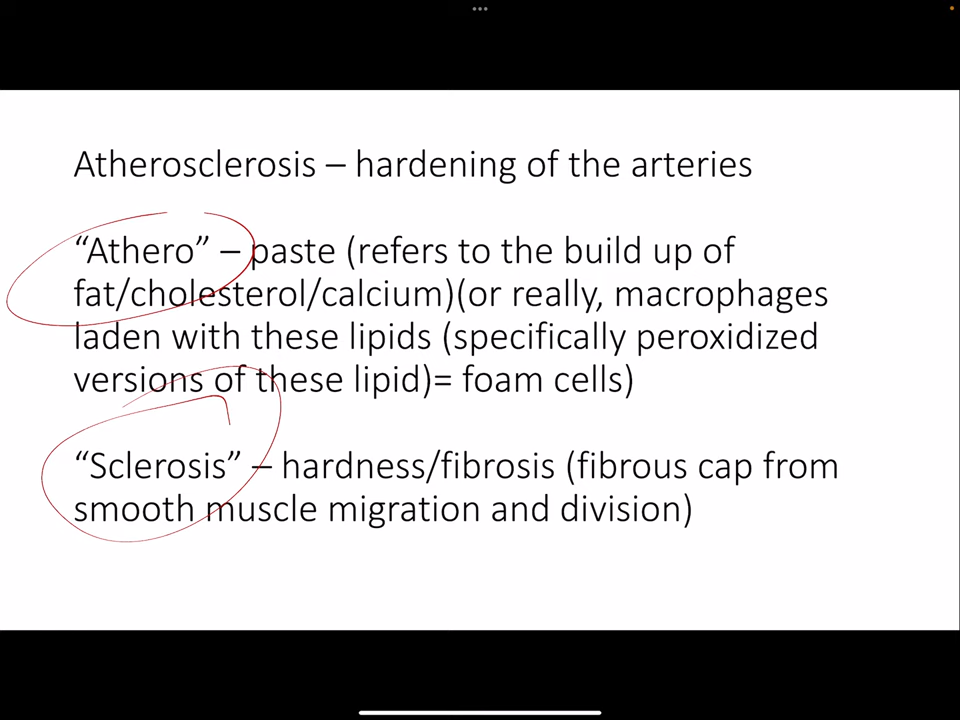 Atherosclerosis – hardening of the arteries
“Athero” – paste (refers to the build up of
fat/cholesterol/calcium)(or really, macrophages
laden with these lipids (specifically peroxidized
versions of these lipid)= foam cells)
“Sclerosis” – hardness/fibrosis (fibrous cap from
smooth muscle migration and division)